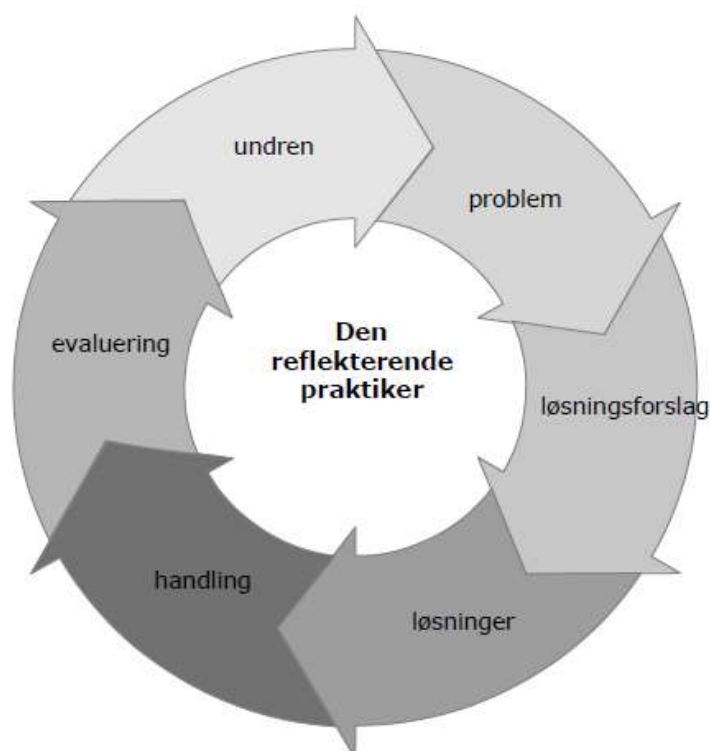 undren
problem
Den
reflekterende
praktiker
evaluering
løsningsforslag
handling
løsninger